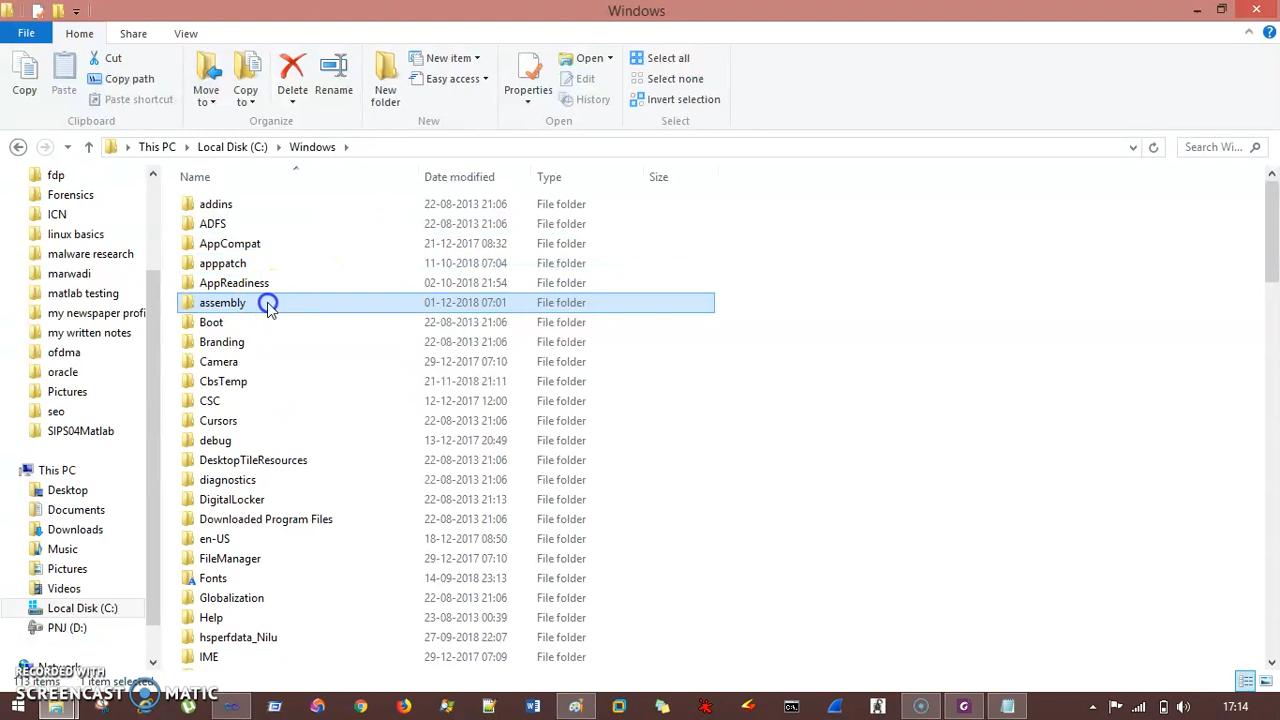 Windows
File Home Share View
Cut
Copy path
Paste shortcut
Copy Paste
Clipboard
Move to Copy to Delete Rename
Organize
New folder
New item
Easy access
New
Properties
Open
Edit
History
Open
Select all
Select none
Invert selection
Select
This PC Local Disk (C:) Windows
Search Wi...
Name Date modified Type Size
fdp
Forensics
ICN
linux basics
malware research
marwadi
matlab testing
my newspaper profi
my written notes
ofdma
oracle
Pictures
seo
SIPS04Matlab
This PC
Desktop
Documents
Downloads
Music
Pictures
Videos
Local Disk (C:)
PNJ (D:)
addins 22-08-2013 21:06 File folder
ADFS 22-08-2013 21:06 File folder
AppCompat 21-12-2017 08:32 File folder
apppatch 11-10-2018 07:04 File folder
AppReadiness 02-10-2018 21:54 File folder
assembly 01-12-2018 07:01 File folder
Boot 22-08-2013 21:06 File folder
Branding 22-08-2013 21:06 File folder
Camera 29-12-2017 07:10 File folder
CbsTemp 21-11-2018 21:11 File folder
CSC 12-12-2017 12:00 File folder
Cursors 22-08-2013 21:06 File folder
debug 13-12-2017 20:49 File folder
DesktopTileResources 22-08-2013 21:06 File folder
diagnostics 22-08-2013 21:06 File folder
DigitalLocker 22-08-2013 21:13 File folder
Downloaded Program Files 22-08-2013 21:06 File folder
en-US 18-12-2017 08:50 File folder
FileManager 29-12-2017 07:10 File folder
Fonts 14-09-2018 23:13 File folder
Globalization 22-08-2013 21:06 File folder
Help 23-08-2013 00:39 File folder
hsperfdata_Nilu 27-09-2018 22:07 File folder
IME 29-12-2017 07:09 File folder
113 items 1 item selected
RECORDED WITH
SCREENCAST MATIC
17:14